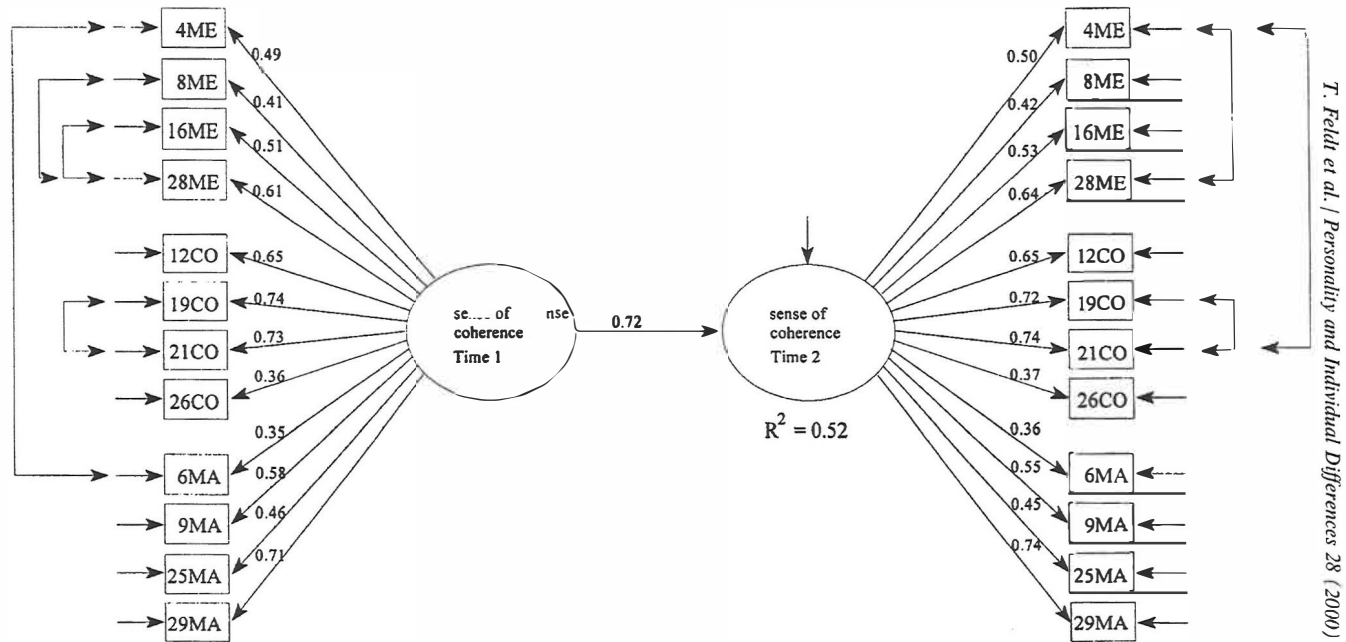 4ME
8ME
16ME
28ME
12CO
19CO
21CO
26CO
6MA
9MA
25MA
29MA
0.49
0.41
0.51
0.61
0.65
0.74
0.73
0.36
0.35
0.58
0.46
0.71
of nse
coherence
Time 1
0.72
sense of
coherence
Time 2
R² = 0.52
0.50
0.42
0.53
0.64
0.65
0.72
0.74
0.37
0.36
0.55
0.45
0.74
4ME
8ME
16ME
28ME
12CO
19CO
21CO
26CO
6MA
9MA
25MA
29MA
T. Feldt et al. / Personality and Individual Differences 28 (2000)